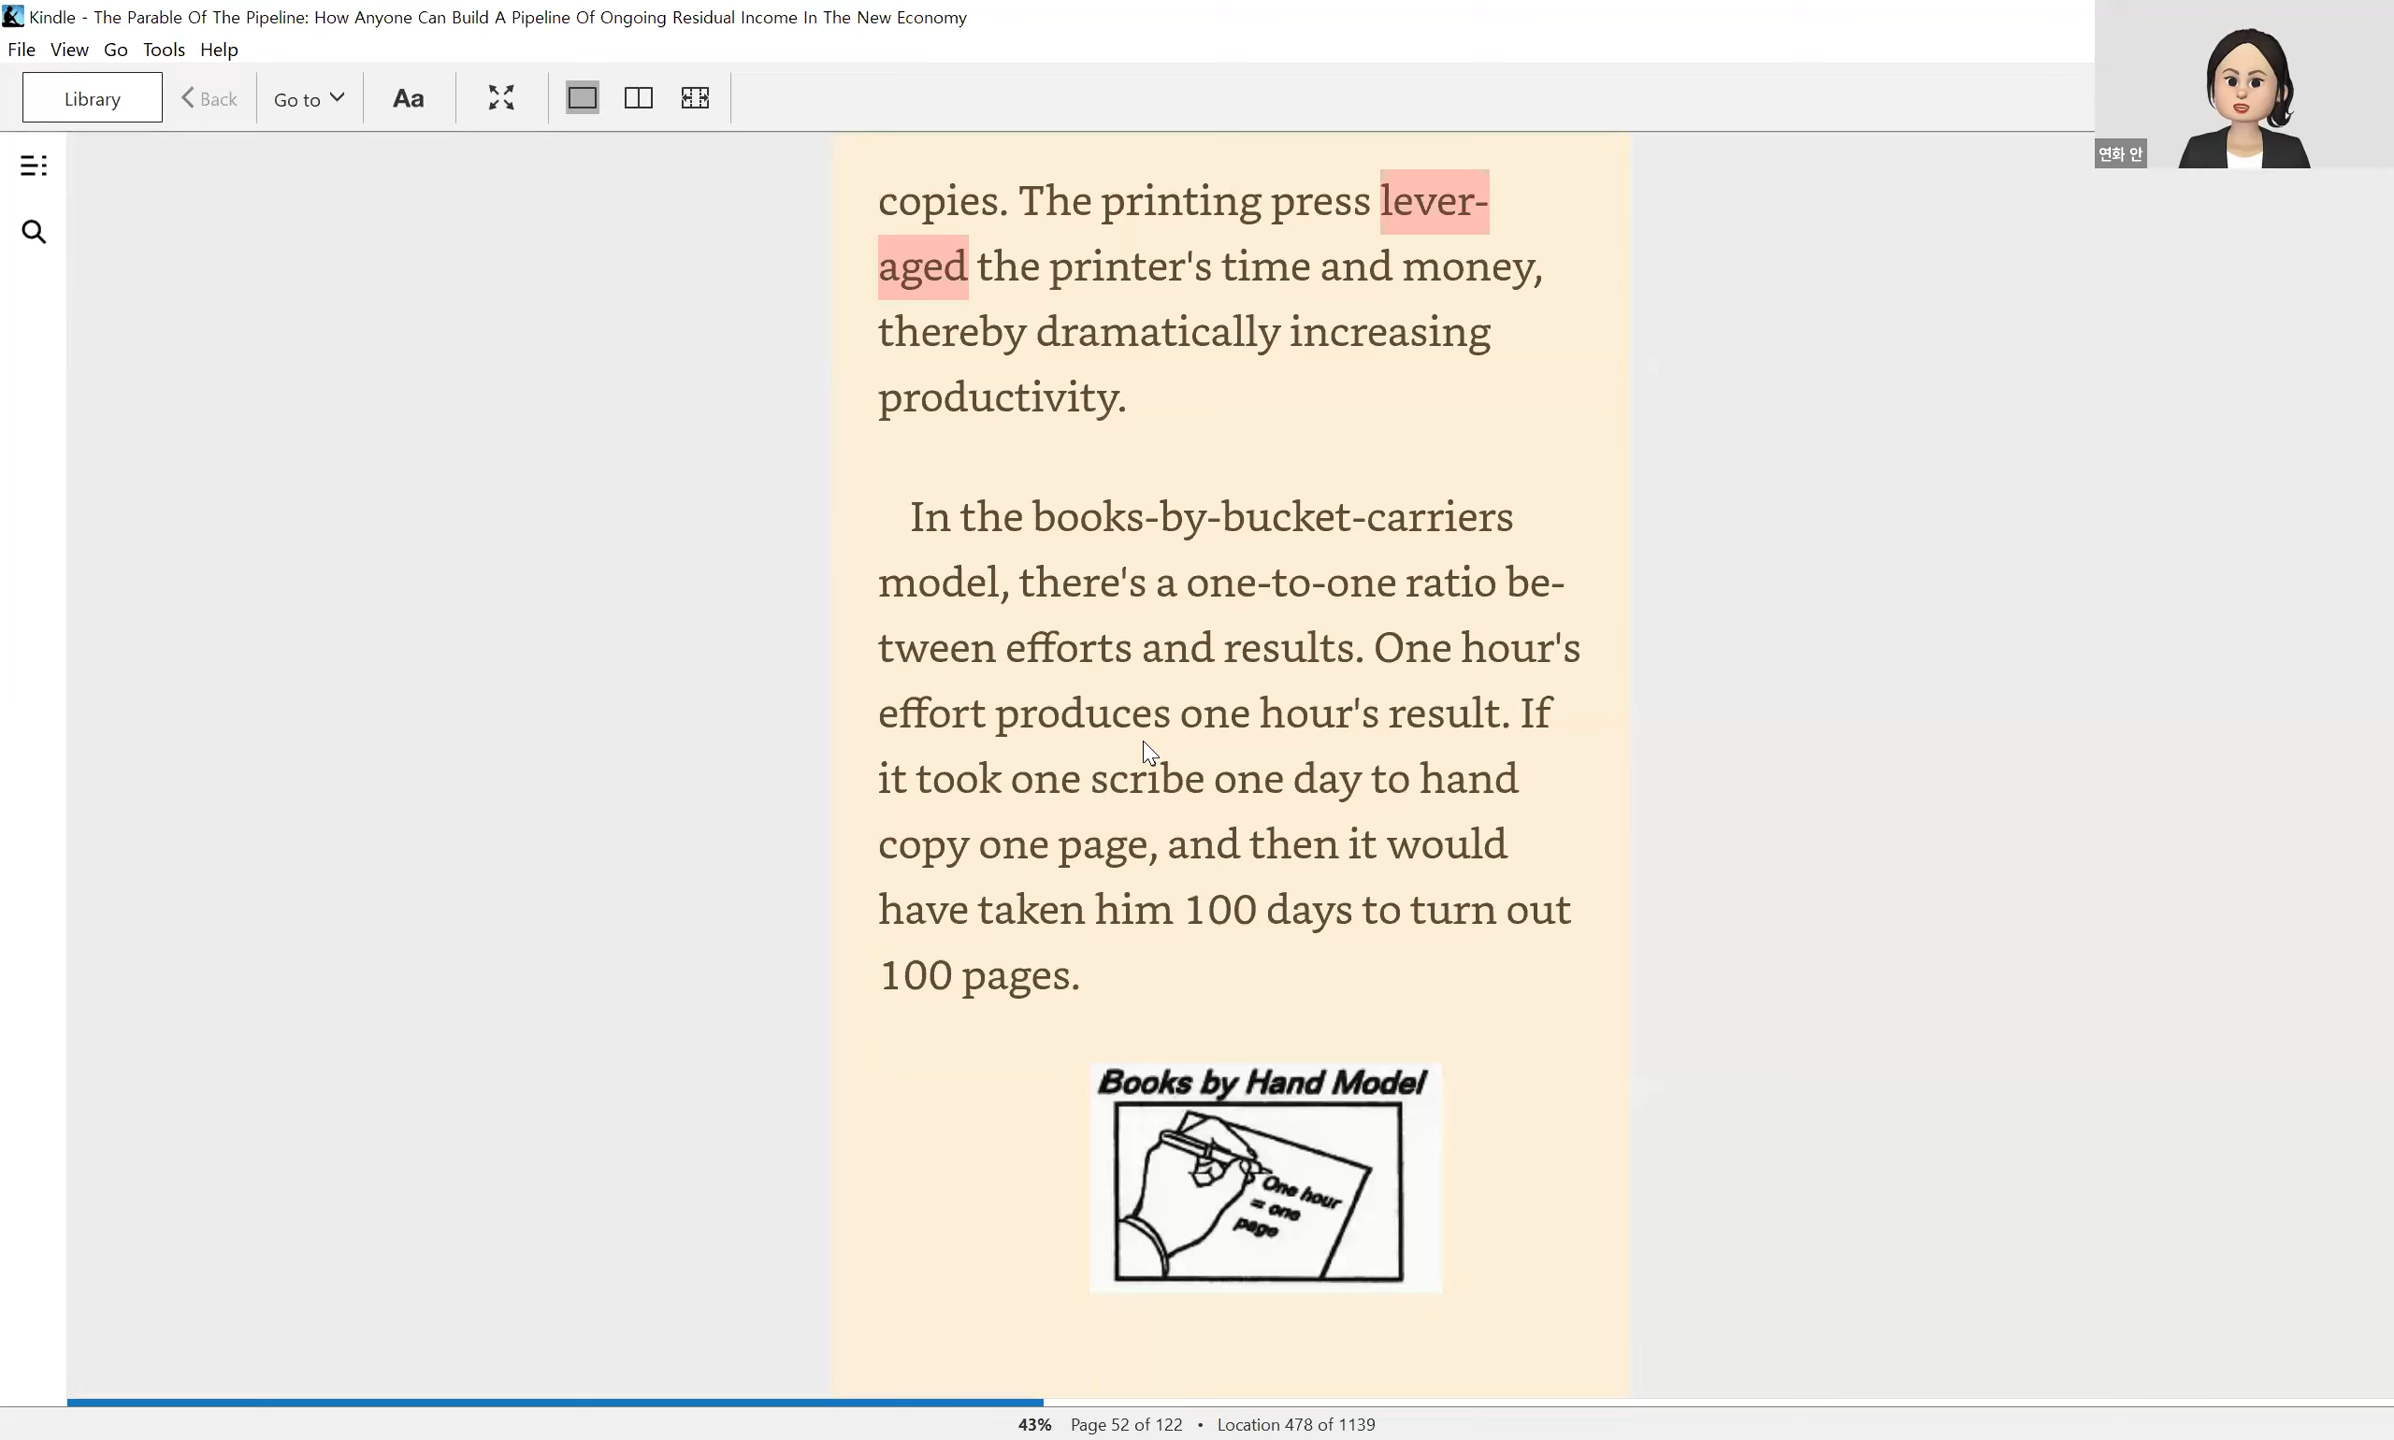 Kindle - The Parable Of The Pipeline: How Anyone Can Build A Pipeline Of Ongoing Residual Income In The New Economy
File View Go Tools Help
Library Back Go to Aa
연화 안
copies. The printing press lever-
aged the printer's time and money,
thereby dramatically increasing
productivity.
In the books-by-bucket-carriers
model, there's a one-to-one ratio be-
tween efforts and results. One hour's
effort produces one hour's result. If
it took one scribe one day to hand
copy one page, and then it would
have taken him 100 days to turn out
100 pages.
Books by Hand Model
One hour
= one
page
43% Page 52 of 122 • Location 478 of 1139